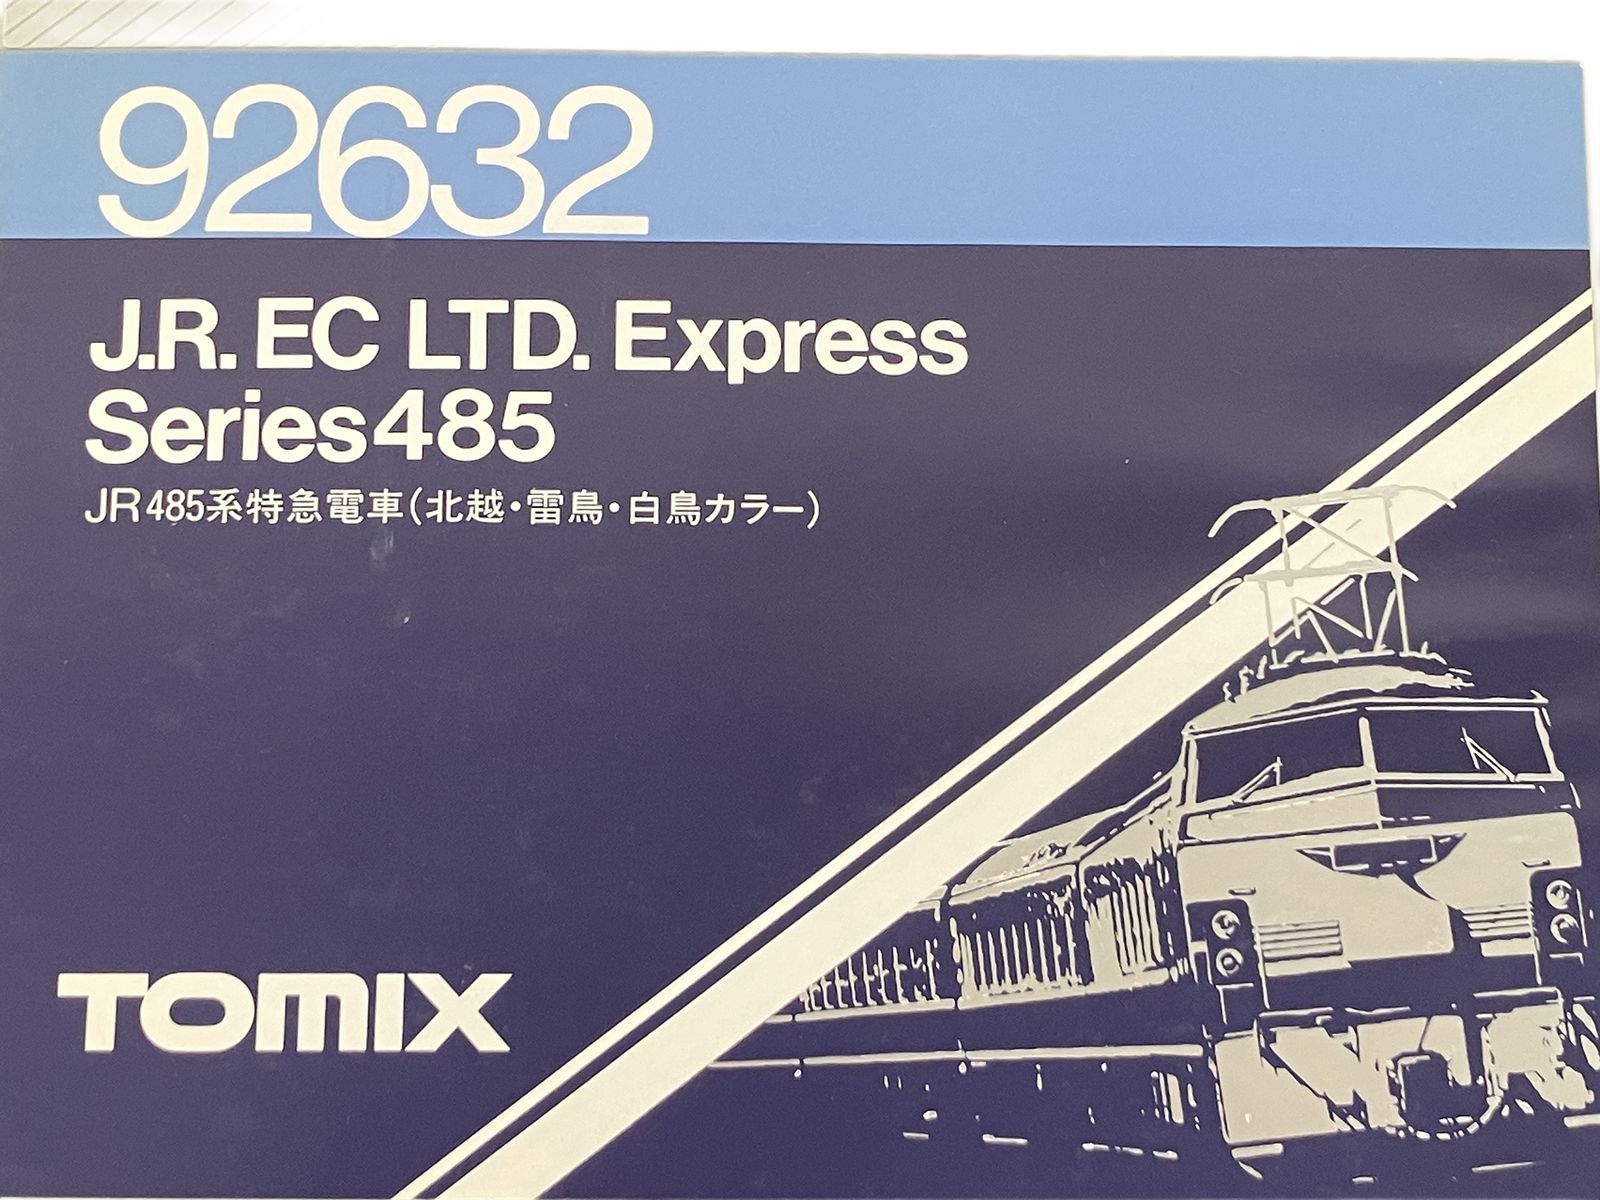 92632
J.R. EC LTD. Express
Series485
JR485系特急電車(北越・雷鳥・白鳥カラー)
TOMIX